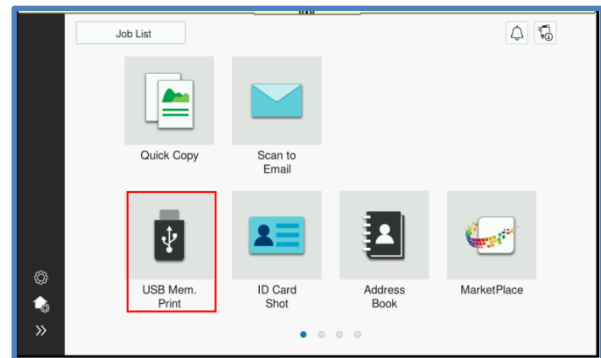 Job List
Quick Copy
Scan to
Email
USB Mem.
Print
ID Card
Shot
Address
Book
MarketPlace